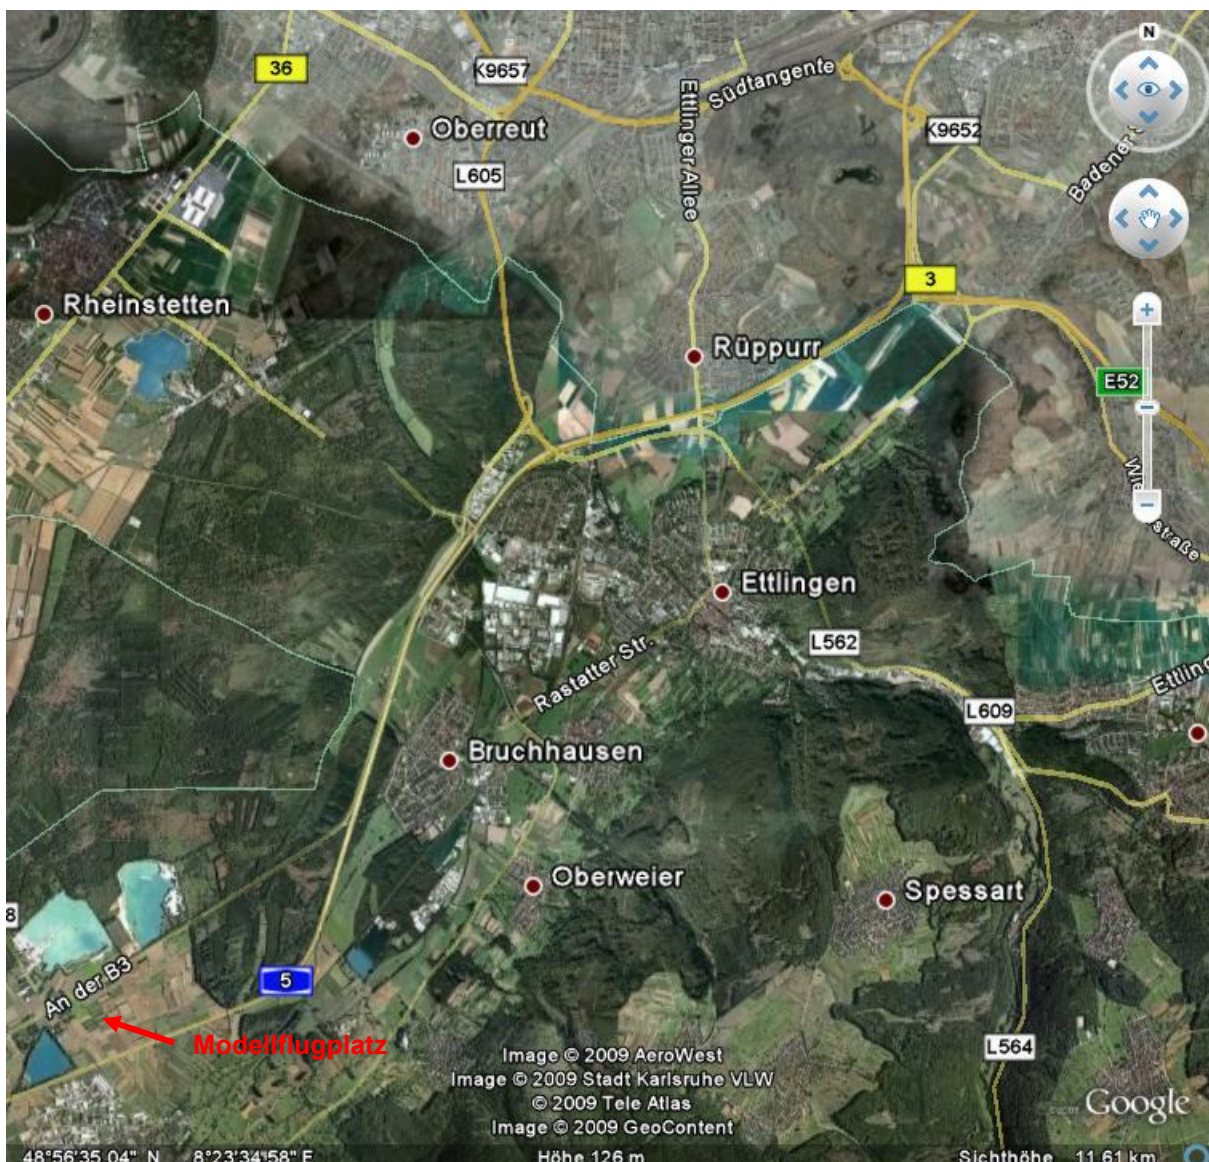 N
36
K9657
Südtangente
Ettlinger Allee
Oberreut
K9652
L605
Badener
3
Rheinstetten
Rüppurr
E52
straße
Ettlingen
L562
Rastatter Str.
Ettling
L609
Bruchhausen
Oberweier
Spessart
8
An der B3
5
Modellflugplatz
L564
Image © 2009 AeroWest
Image © 2009 Stadt Karlsruhe VLW
© 2009 Tele Atlas
Image © 2009 GeoContent
Google
48°56'35.04" N 8°23'34.58" E Höhe 126 m Sichthöhe 11.61 km